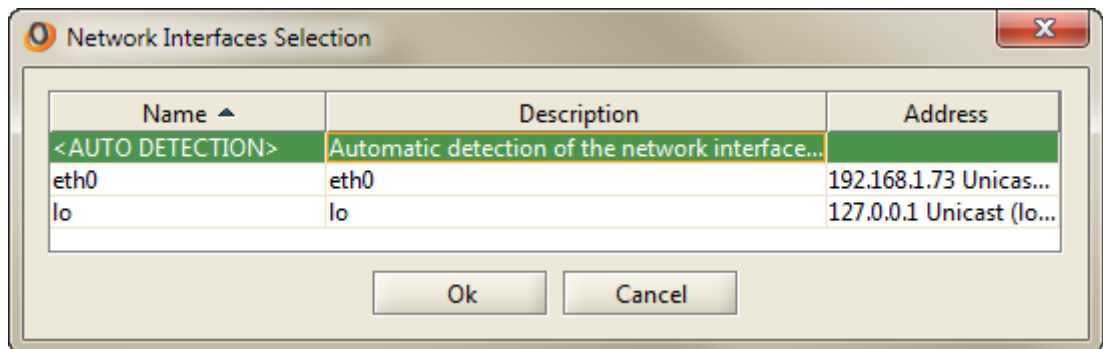 Network Interfaces Selection
Name Description Address
<AUTO DETECTION> Automatic detection of the network interface...
eth0 eth0 192.168.1.73 Unicas...
lo lo 127.0.0.1 Unicast (lo...
Ok Cancel